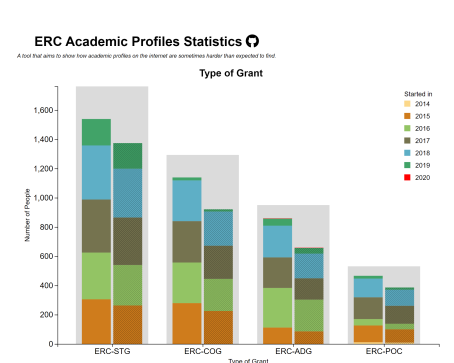 ERC Academic Profiles Statistics
A tool that aims to show how academic profiles on the internet are sometimes harder than expected to find.
Type of Grant
Started in
2014
2015
2016
2017
2018
2019
2020
Number of People
1,600
1,400
1,200
1,000
800
600
400
200
0
ERC-STG ERC-COG ERC-ADG ERC-POC
Type of Grant